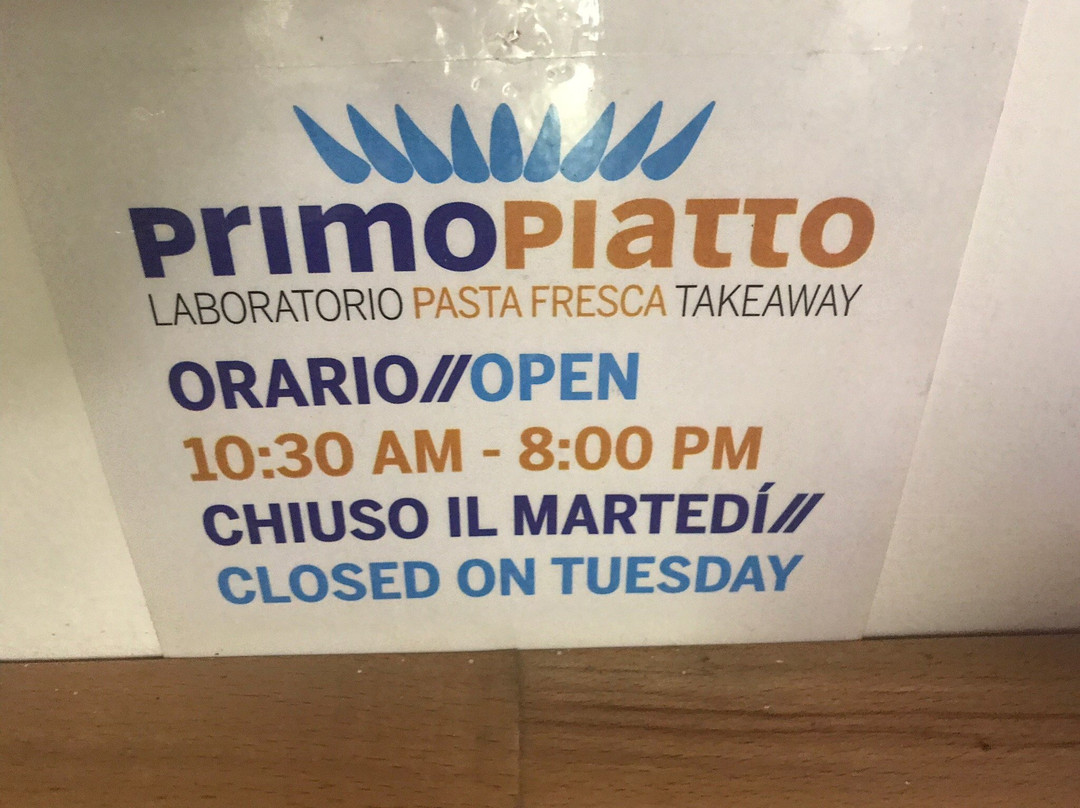 PrimoPiatto
LABORATORIO PASTA FRESCA TAKEAWAY
ORARIO//OPEN
10:30 AM - 8:00 PM
CHIUSO IL MARTEDÍ//
CLOSED ON TUESDAY